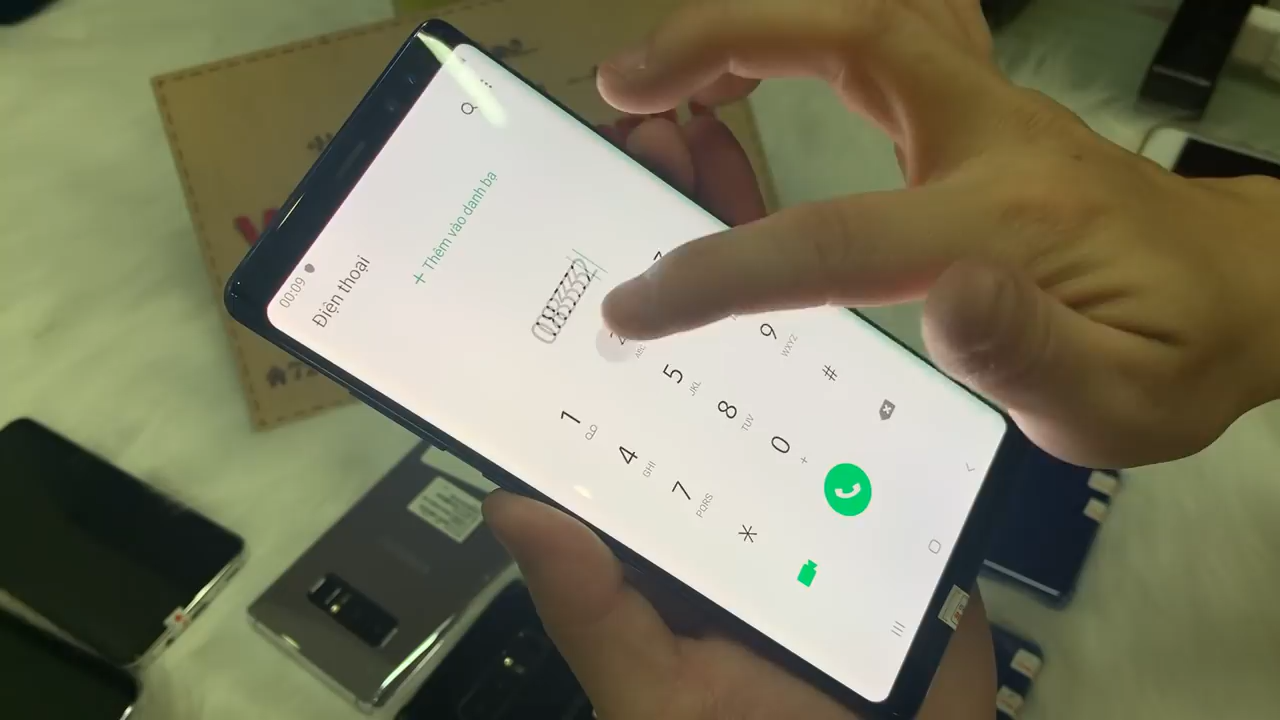 00:09
Điện thoại
+ Thêm vào danh bạ
1
2 ABC
4 GHI
5 JKL
7 PQRS
8 TUV
9 WXYZ
*
0 +
#